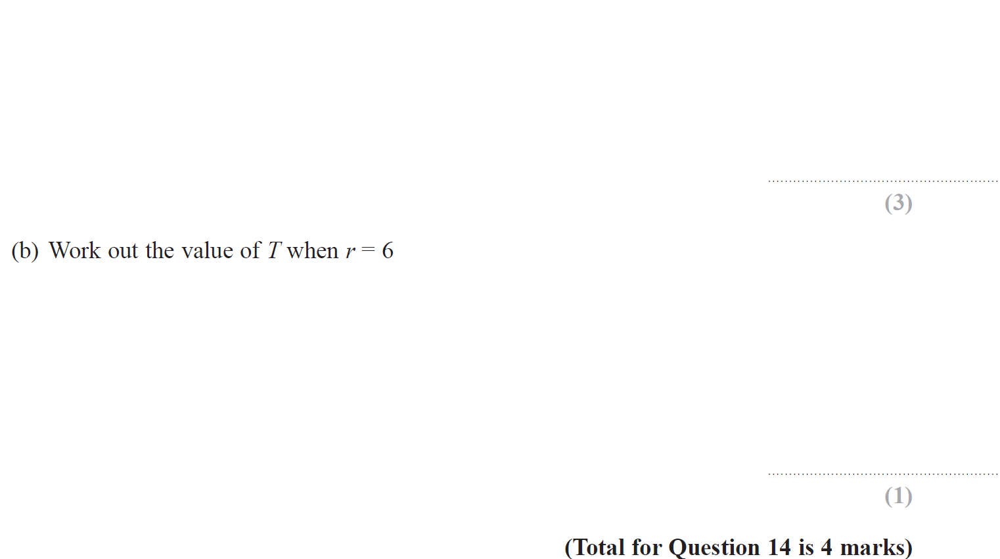 (3)
(b) Work out the value of T when r = 6
(1)
(Total for Question 14 is 4 marks)